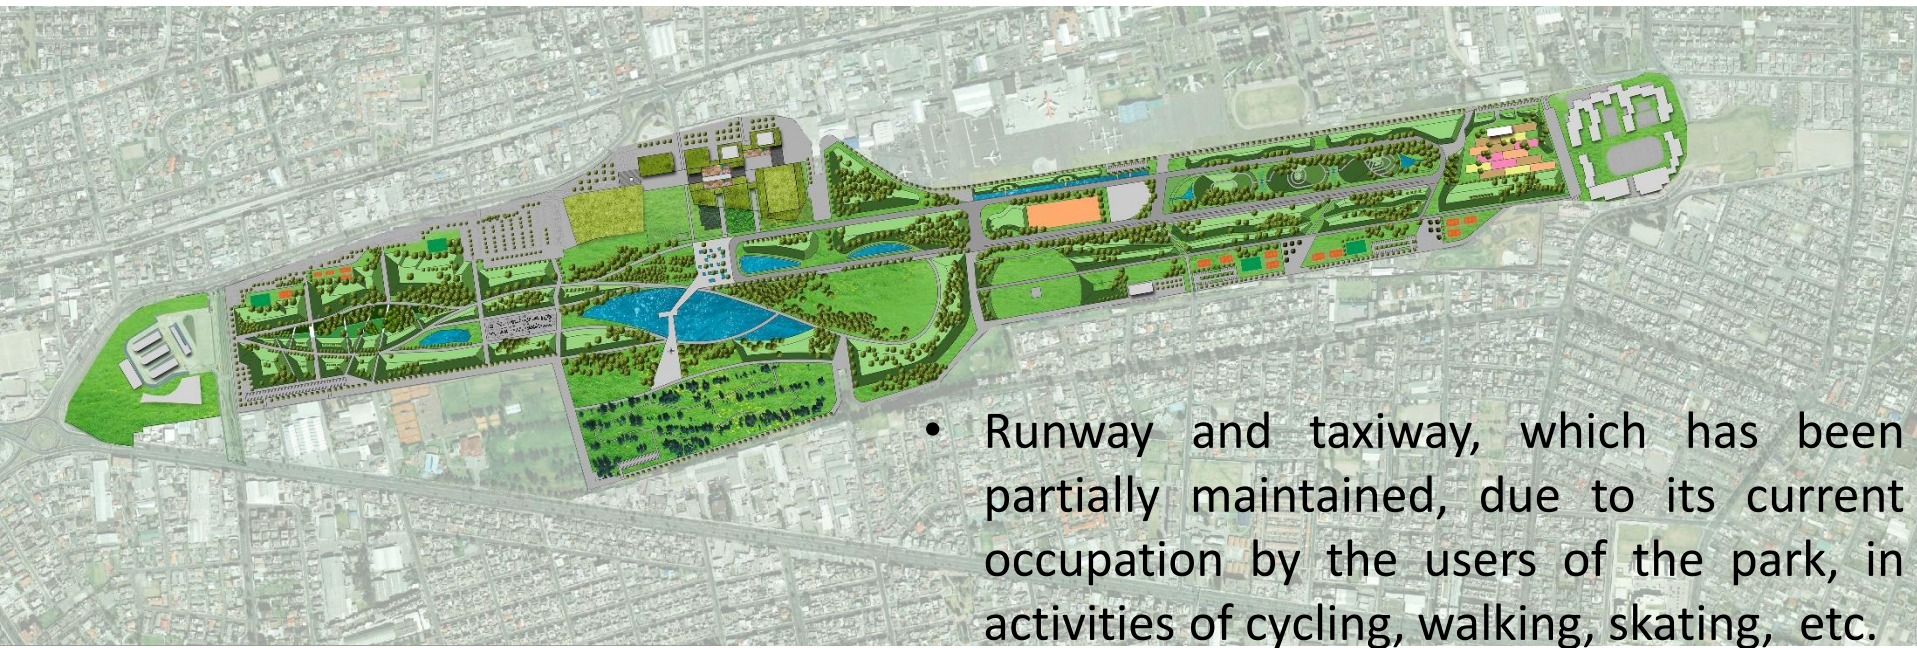 • Runway and taxiway, which has been
partially maintained, due to its current
occupation by the users of the park, in
activities of cycling, walking, skating, etc.